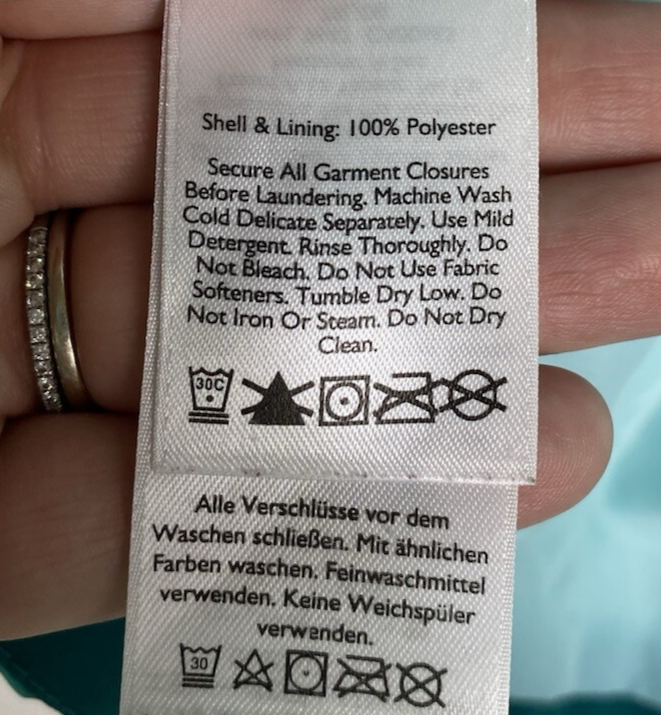 Shell & Lining: 100% Polyester
Secure All Garment Closures
Before Laundering. Machine Wash
Cold Delicate Separately. Use Mild
Detergent. Rinse Thoroughly. Do
Not Bleach. Do Not Use Fabric
Softeners. Tumble Dry Low. Do
Not Iron Or Steam. Do Not Dry
Clean.
30C
Alle Verschlüsse vor dem
Waschen schließen. Mit ähnlichen
Farben waschen. Feinwaschmittel
verwenden. Keine Weichspüler
verwenden.
30